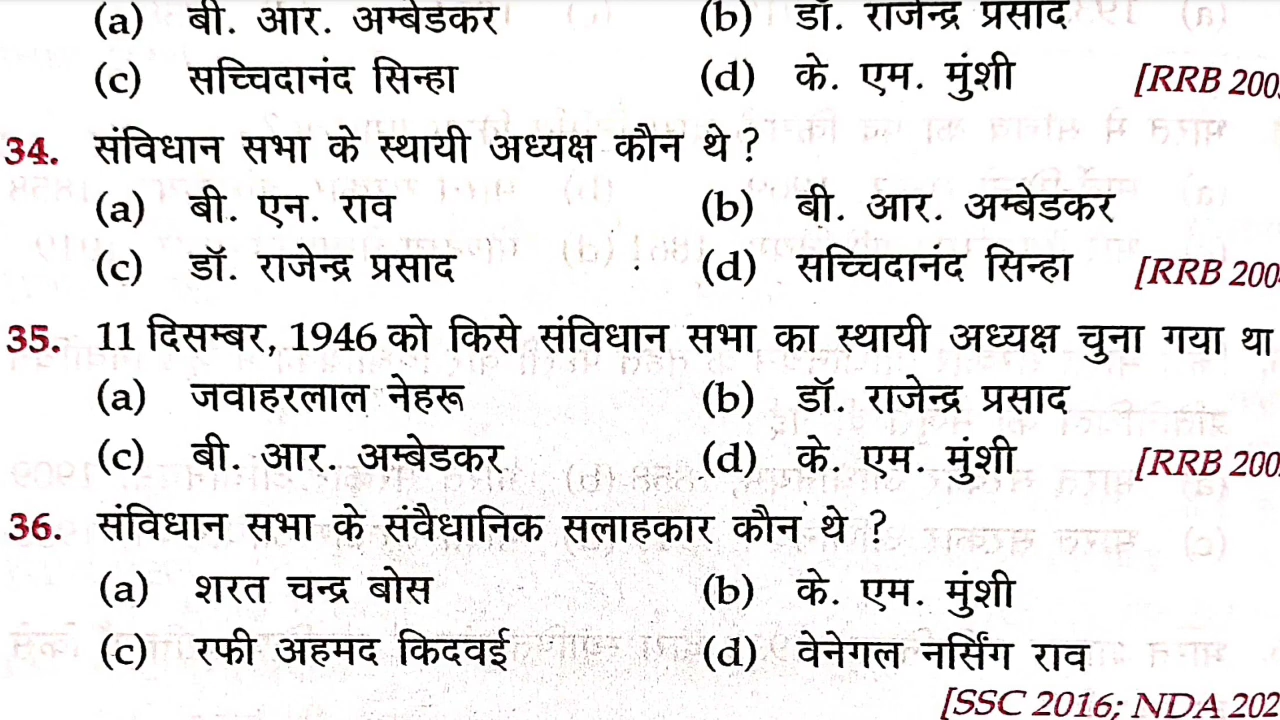 (a) बी. आर. अम्बेडकर (b) डॉ. राजेन्द्र प्रसाद
(c) सच्चिदानंद सिन्हा (d) के. एम. मुंशी [RRB 200
34. संविधान सभा के स्थायी अध्यक्ष कौन थे ?
(a) बी. एन. राव (b) बी. आर. अम्बेडकर
(c) डॉ. राजेन्द्र प्रसाद (d) सच्चिदानंद सिन्हा [RRB 200
35. 11 दिसम्बर, 1946 को किसे संविधान सभा का स्थायी अध्यक्ष चुना गया था
(a) जवाहरलाल नेहरू (b) डॉ. राजेन्द्र प्रसाद
(c) बी. आर. अम्बेडकर (d) के. एम. मुंशी [RRB 200
36. संविधान सभा के संवैधानिक सलाहकार कौन थे ?
(a) शरत चन्द्र बोस (b) के. एम. मुंशी
(c) रफी अहमद किदवई (d) वेनेगल नर्सिंग राव
[SSC 2016; NDA 202